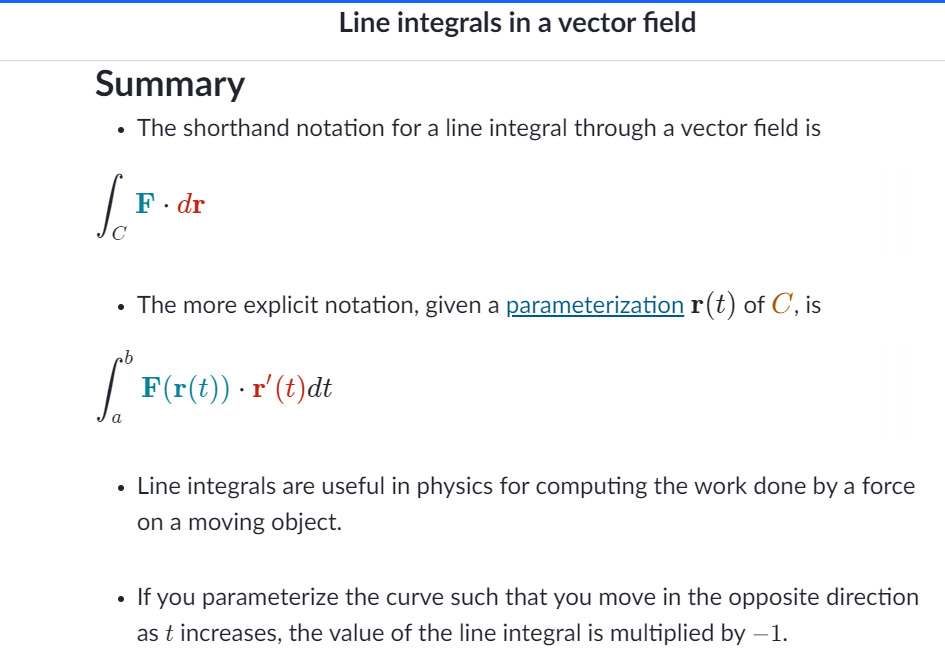 Line integrals in a vector field
Summary
• The shorthand notation for a line integral through a vector field is
∫_C F · dr
• The more explicit notation, given a parameterization r(t) of C, is
∫_a^b F(r(t)) · r′(t)dt
• Line integrals are useful in physics for computing the work done by a force
on a moving object.
• If you parameterize the curve such that you move in the opposite direction
as t increases, the value of the line integral is multiplied by −1.